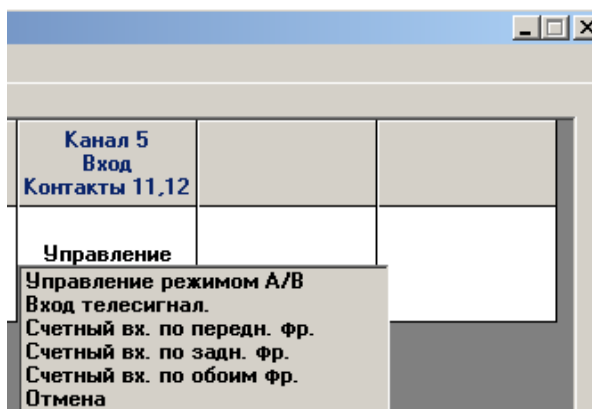 Канал 5
Вход
Контакты 11,12
Управление
Управление режимом А/В
Вход телесигнал.
Счетный вх. по передн. фр.
Счетный вх. по задн. фр.
Счетный вх. по обоим фр.
Отмена